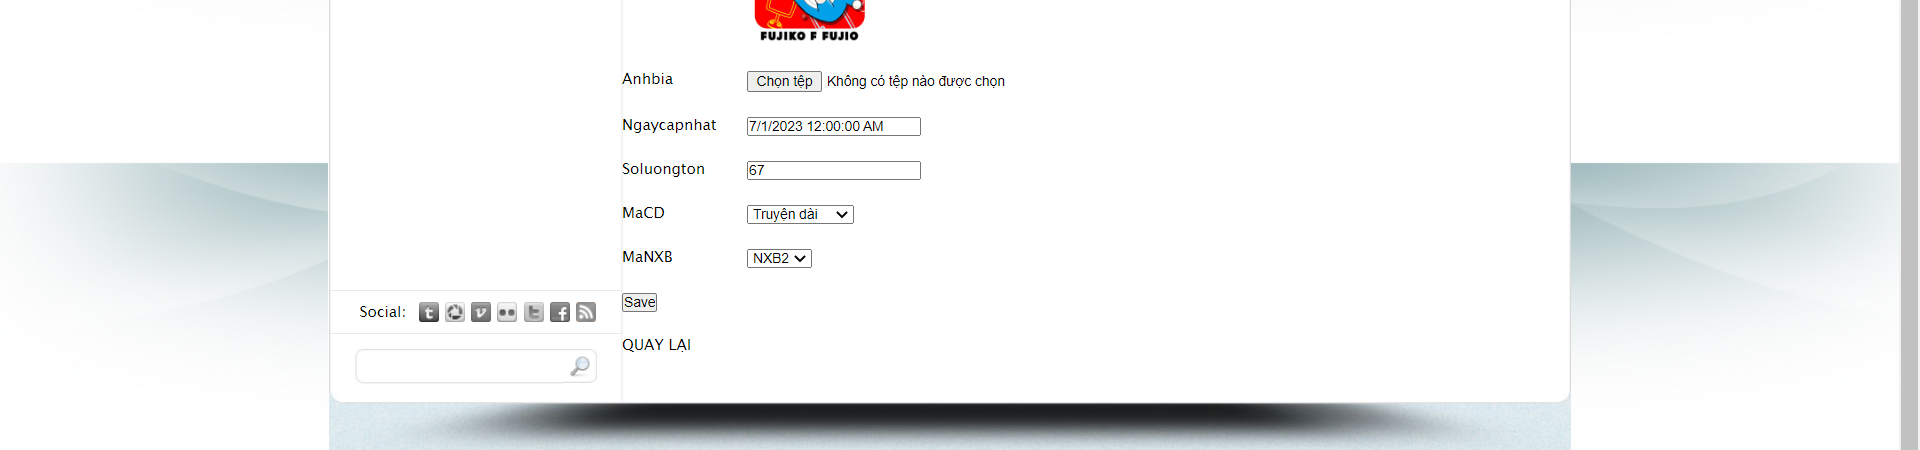 FUJIKO F FUJIO
Anhbia Chọn tệp Không có tệp nào được chọn
Ngaycapnhat 7/1/2023 12:00:00 AM
Soluongton 67
MaCD Truyện dài
MaNXB NXB2
Save
Social:
QUAY LẠI